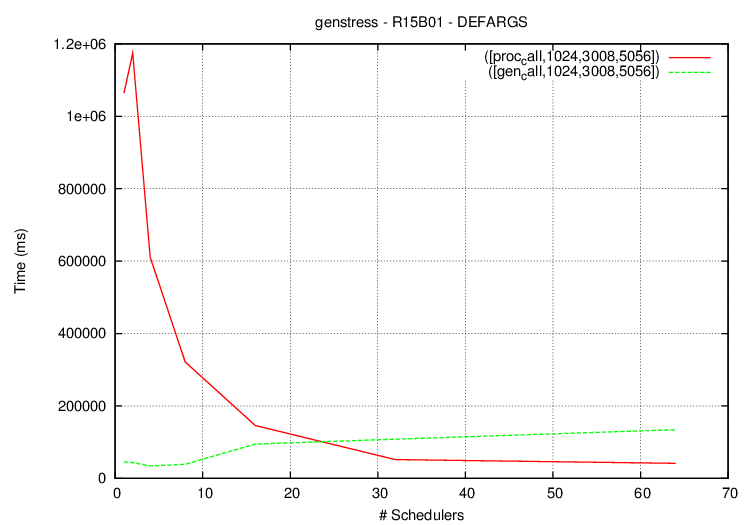 genstress - R15B01 - DEFARGS
1.2e+06
1e+06
800000
600000
400000
200000
0
Time (ms)
([proc_call,1024,3008,5056])
([gen_call,1024,3008,5056])
0 10 20 30 40 50 60 70
# Schedulers